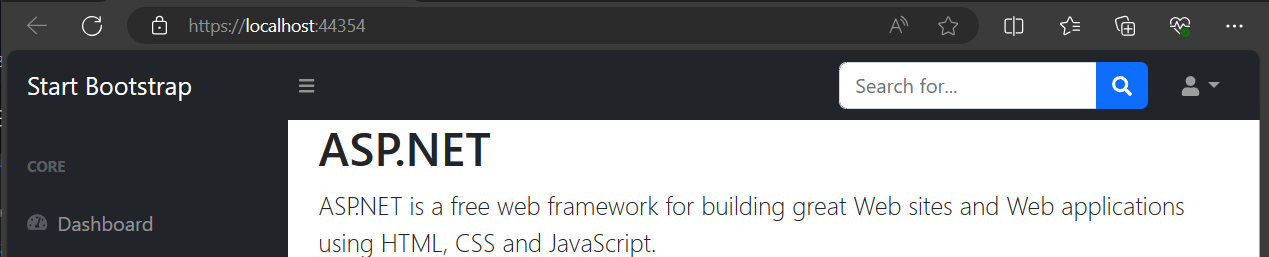 https://localhost:44354
Start Bootstrap
Search for...
CORE
Dashboard
ASP.NET
ASP.NET is a free web framework for building great Web sites and Web applications
using HTML, CSS and JavaScript.